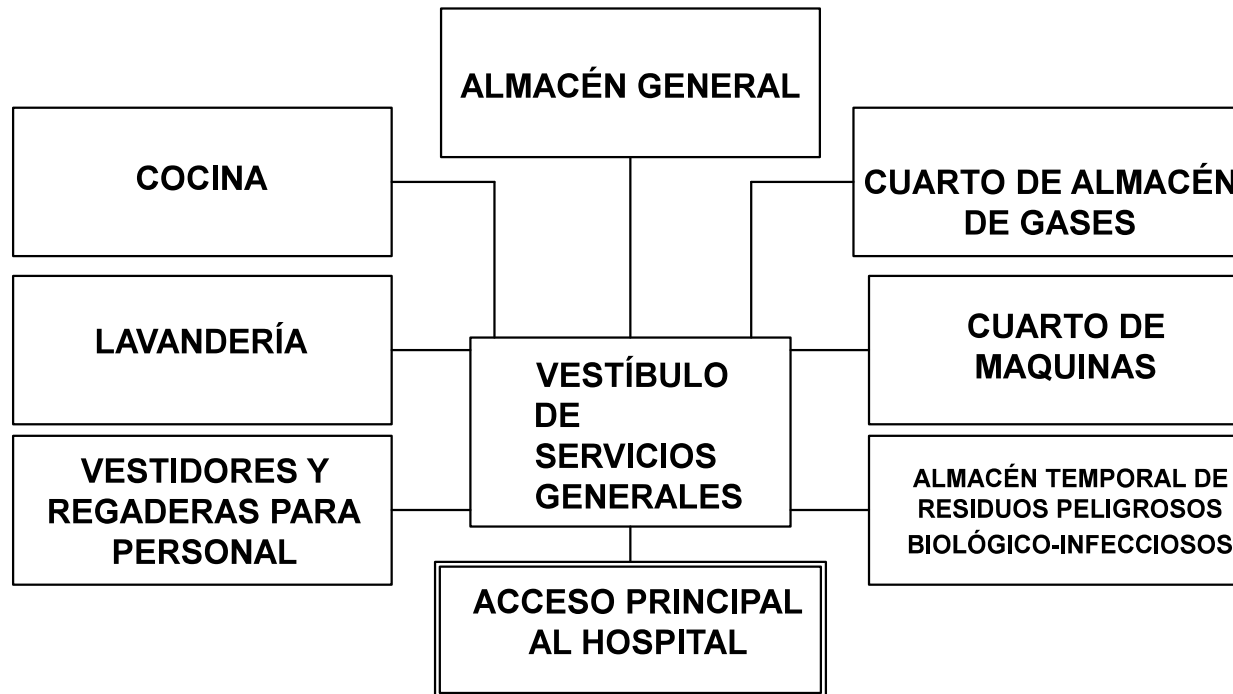 ALMACÉN GENERAL
COCINA
CUARTO DE ALMACÉN
DE GASES
LAVANDERÍA
CUARTO DE
MAQUINAS
VESTÍBULO
DE
SERVICIOS
GENERALES
VESTIDORES Y
REGADERAS PARA
PERSONAL
ALMACÉN TEMPORAL DE
RESIDUOS PELIGROSOS
BIOLÓGICO-INFECCIOSOS
ACCESO PRINCIPAL
AL HOSPITAL